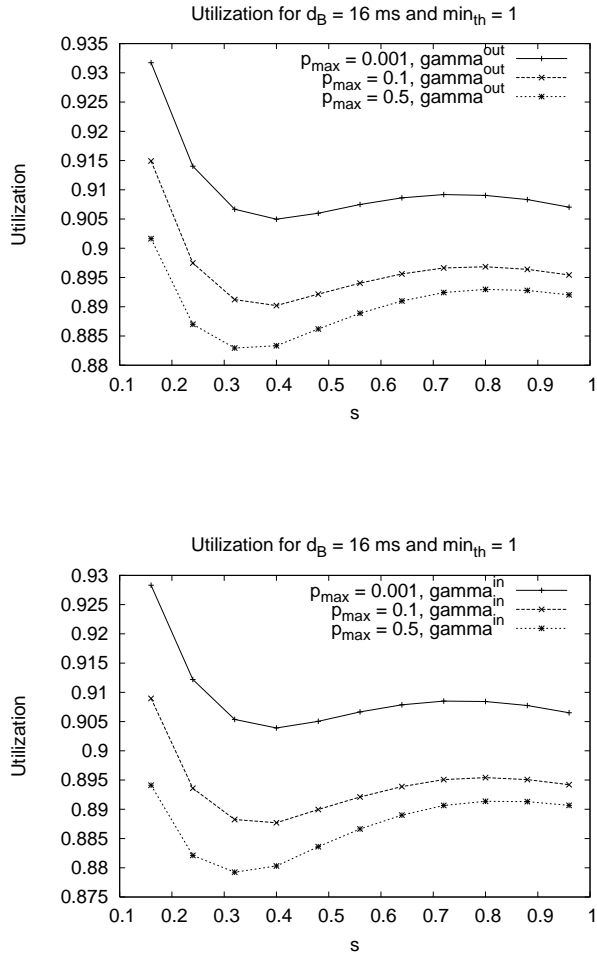 Utilization for d_B = 16 ms and min_th = 1
0.935
0.93
0.925
0.92
0.915
0.91
0.905
0.9
0.895
0.89
0.885
0.88
Utilization
p_max = 0.001, gamma^out
p_max = 0.1, gamma^out
p_max = 0.5, gamma^out
0.1 0.2 0.3 0.4 0.5 0.6 0.7 0.8 0.9 1
s
Utilization for d_B = 16 ms and min_th = 1
0.93
0.925
0.92
0.915
0.91
0.905
0.9
0.895
0.89
0.885
0.88
0.875
Utilization
p_max = 0.001, gamma^in
p_max = 0.1, gamma^in
p_max = 0.5, gamma^in
0.1 0.2 0.3 0.4 0.5 0.6 0.7 0.8 0.9 1
s